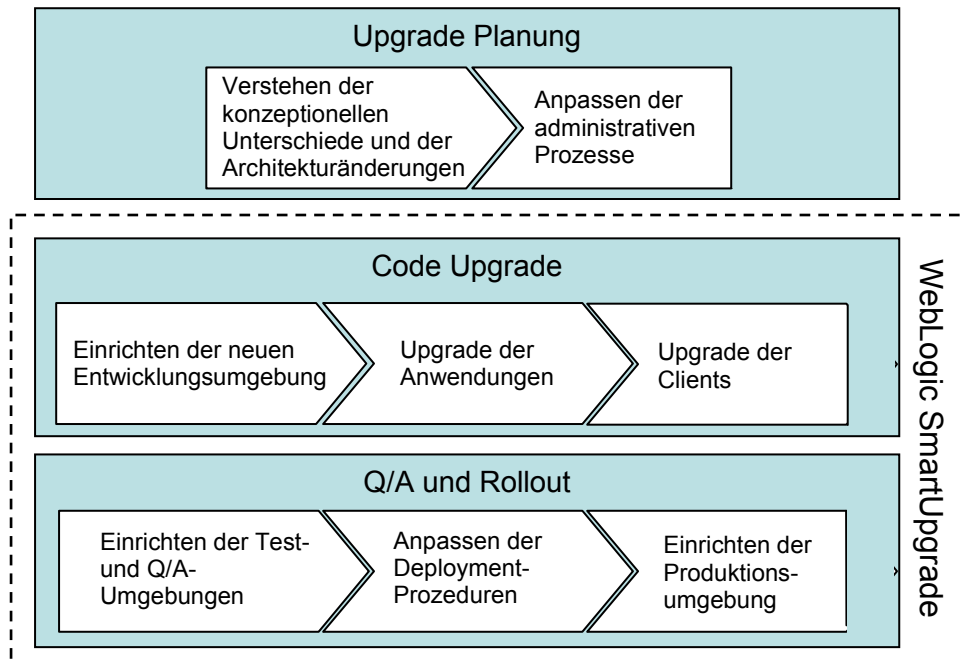 Upgrade Planung
Verstehen der
konzeptionellen
Unterschiede und der
Architekturänderungen
Anpassen der
administrativen
Prozesse
Code Upgrade
Einrichten der neuen
Entwicklungsumgebung
Upgrade der
Anwendungen
Upgrade der
Clients
Q/A und Rollout
Einrichten der Test-
und Q/A-
Umgebungen
Anpassen der
Deployment-
Prozeduren
Einrichten der
Produktions-
umgebung
WebLogic SmartUpgrade